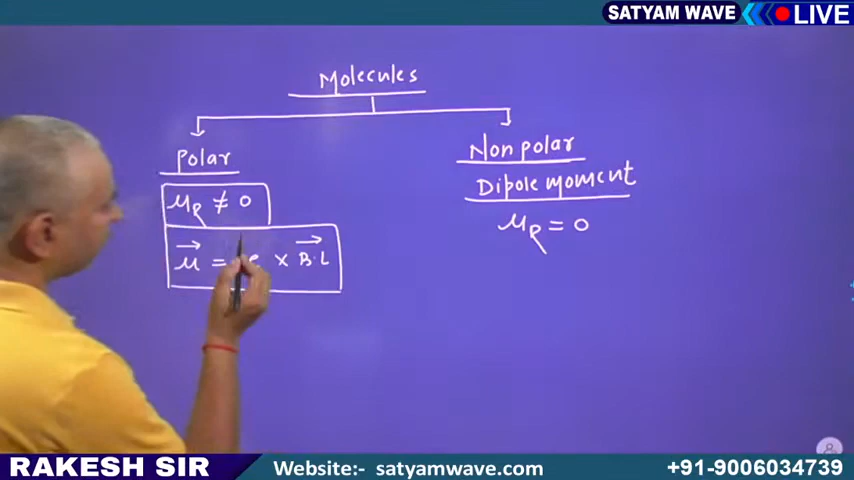 SATYAM WAVE LIVE
Molecules
Polar
Non polar
Dipole moment
μR ≠ 0
μR = 0
μ⃗ = e × B.L⃗
RAKESH SIR
Website:- satyamwave.com
+91-9006034739